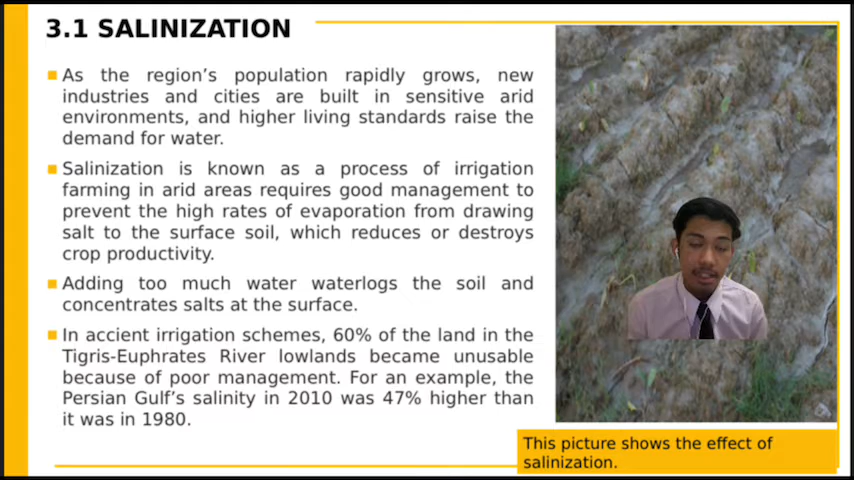 3.1 SALINIZATION
As the region's population rapidly grows, new
industries and cities are built in sensitive arid
environments, and higher living standards raise the
demand for water.
Salinization is known as a process of irrigation
farming in arid areas requires good management to
prevent the high rates of evaporation from drawing
salt to the surface soil, which reduces or destroys
crop productivity.
Adding too much water waterlogs the soil and
concentrates salts at the surface.
In accient irrigation schemes, 60% of the land in the
Tigris-Euphrates River lowlands became unusable
because of poor management. For an example, the
Persian Gulf's salinity in 2010 was 47% higher than
it was in 1980.
This picture shows the effect of
salinization.